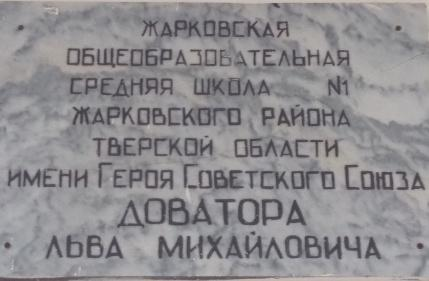 ЖАРКОВСКАЯ
ОБЩЕОБРАЗОВАТЕЛЬНАЯ
СРЕДНЯЯ ШКОЛА №1
ЖАРКОВСКОГО РАЙОНА
ТВЕРСКОЙ ОБЛАСТИ
ИМЕНИ ГЕРОЯ СОВЕТСКОГО СОЮЗА
ДОВАТОРА
ЛЬВА МИХАЙЛОВИЧА